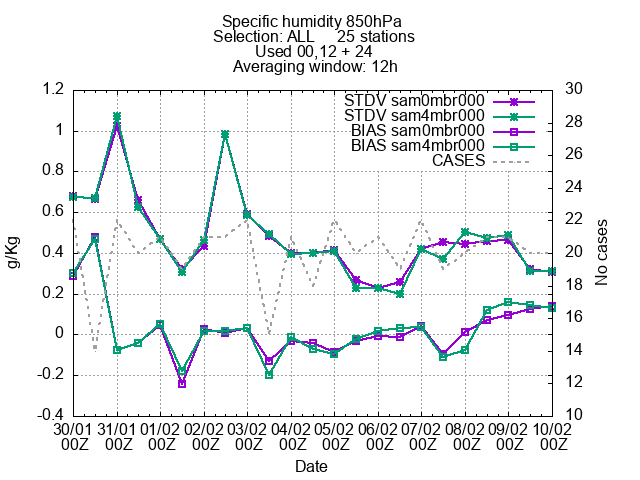 Specific humidity 850hPa
Selection: ALL 25 stations
Used 00,12 + 24
Averaging window: 12h
1.2
1
0.8
0.6
0.4
0.2
0
-0.2
-0.4
g/Kg
STDV sam0mbr000
STDV sam4mbr000
BIAS sam0mbr000
BIAS sam4mbr000
CASES
30
28
26
24
22
20
18
16
14
12
10
No cases
30/01 31/01 01/02 02/02 03/02 04/02 05/02 06/02 07/02 08/02 09/02 10/02
00Z 00Z 00Z 00Z 00Z 00Z 00Z 00Z 00Z 00Z 00Z 00Z
Date